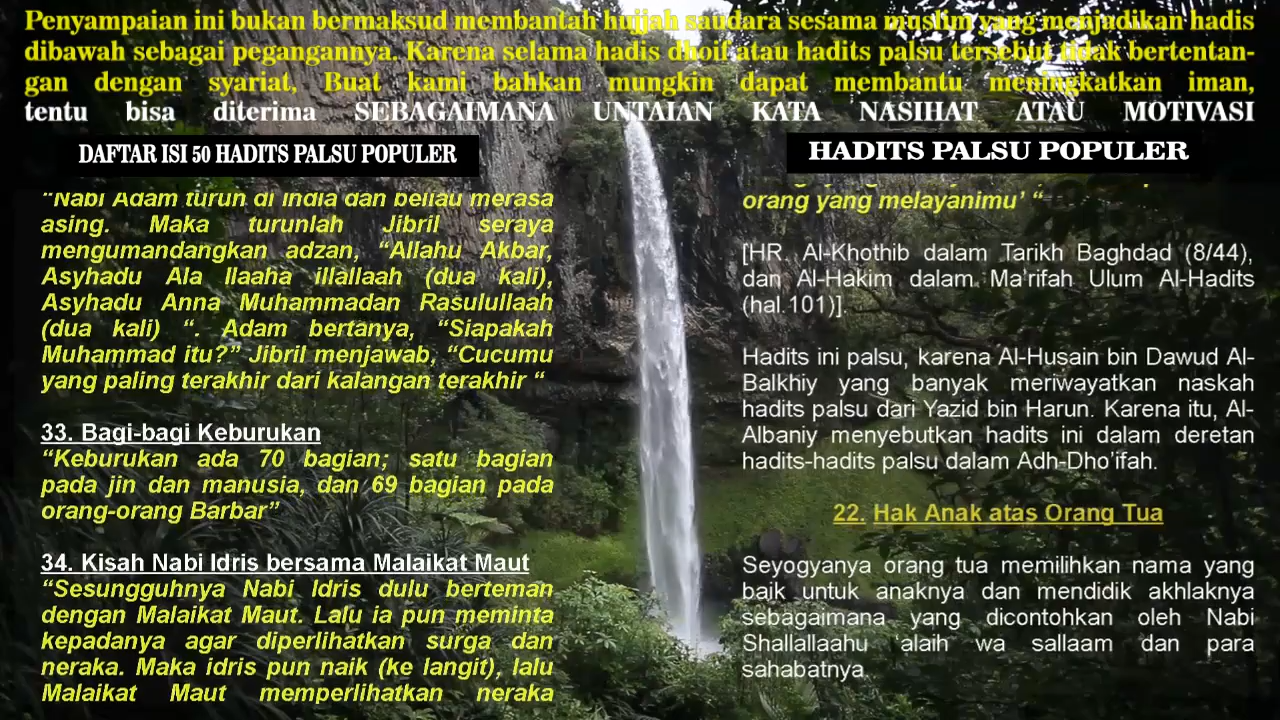 Penyampaian ini bukan bermaksud membantah hujjah saudara sesama muslim yang menjadikan hadis
dibawah sebagai pegangannya. Karena selama hadis dhoif atau hadits palsu tersebut tidak bertentan-
gan dengan syariat, Buat kami bahkan mungkin dapat membantu meningkatkan iman,
tentu bisa diterima SEBAGAIMANA UNTAIAN KATA NASIHAT ATAU MOTIVASI
DAFTAR ISI 50 HADITS PALSU POPULER
"Nabi Adam turun di India dan beliau merasa
asing. Maka turunlah Jibril seraya
mengumandangkan adzan, “Allahu Akbar,
Asyhadu Ala Ilaaha illallaah (dua kali),
Asyhadu Anna Muhammadan Rasulullaah
(dua kali) “. Adam bertanya, “Siapakah
Muhammad itu?” Jibril menjawab, “Cucumu
yang paling terakhir dari kalangan terakhir “
33. Bagi-bagi Keburukan
“Keburukan ada 70 bagian; satu bagian
pada jin dan manusia, dan 69 bagian pada
orang-orang Barbar”
34. Kisah Nabi Idris bersama Malaikat Maut
“Sesungguhnya Nabi Idris dulu berteman
dengan Malaikat Maut. Lalu ia pun meminta
kepadanya agar diperlihatkan surga dan
neraka. Maka idris pun naik (ke langit), lalu
Malaikat Maut memperlihatkan neraka
HADITS PALSU POPULER
orang yang melayanimu’ “
[HR. Al-Khothib dalam Tarikh Baghdad (8/44),
dan Al-Hakim dalam Ma’rifah Ulum Al-Hadits
(hal.101)].
Hadits ini palsu, karena Al-Husain bin Dawud Al-
Balkhiy yang banyak meriwayatkan naskah
hadits palsu dari Yazid bin Harun. Karena itu, Al-
Albaniy menyebutkan hadits ini dalam deretan
hadits-hadits palsu dalam Adh-Dho’ifah.
22. Hak Anak atas Orang Tua
Seyogyanya orang tua memilihkan nama yang
baik untuk anaknya dan mendidik akhlaknya
sebagaimana yang dicontohkan oleh Nabi
Shallallaahu ‘alaih wa sallaam dan para
sahabatnya.